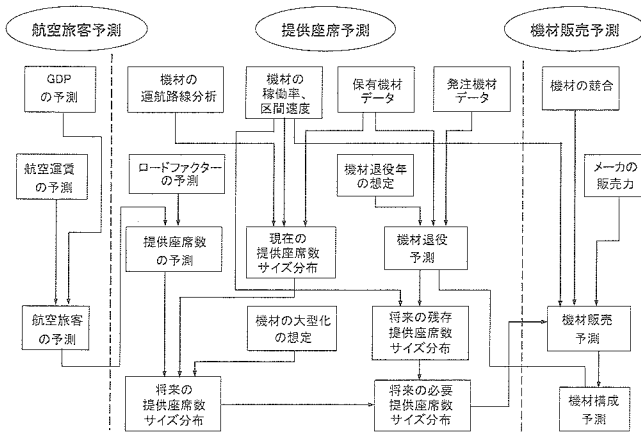 航空旅客予測
提供座席予測
機材販売予測
GDP
の予測
機材の
運航路線分析
機材の
稼働率、
区間速度
保有機材
データ
発注機材
データ
機材の競合
航空運賃
の予測
ロードファクター
の予測
機材退役年
の想定
メーカの
販売力
提供座席数
の予測
現在の
提供座席数
サイズ分布
機材退役
予測
航空旅客
の予測
機材の大型化
の想定
将来の残存
提供座席数
サイズ分布
機材販売
予測
将来の
提供座席数
サイズ分布
将来の必要
提供座席数
サイズ分布
機材構成
予測